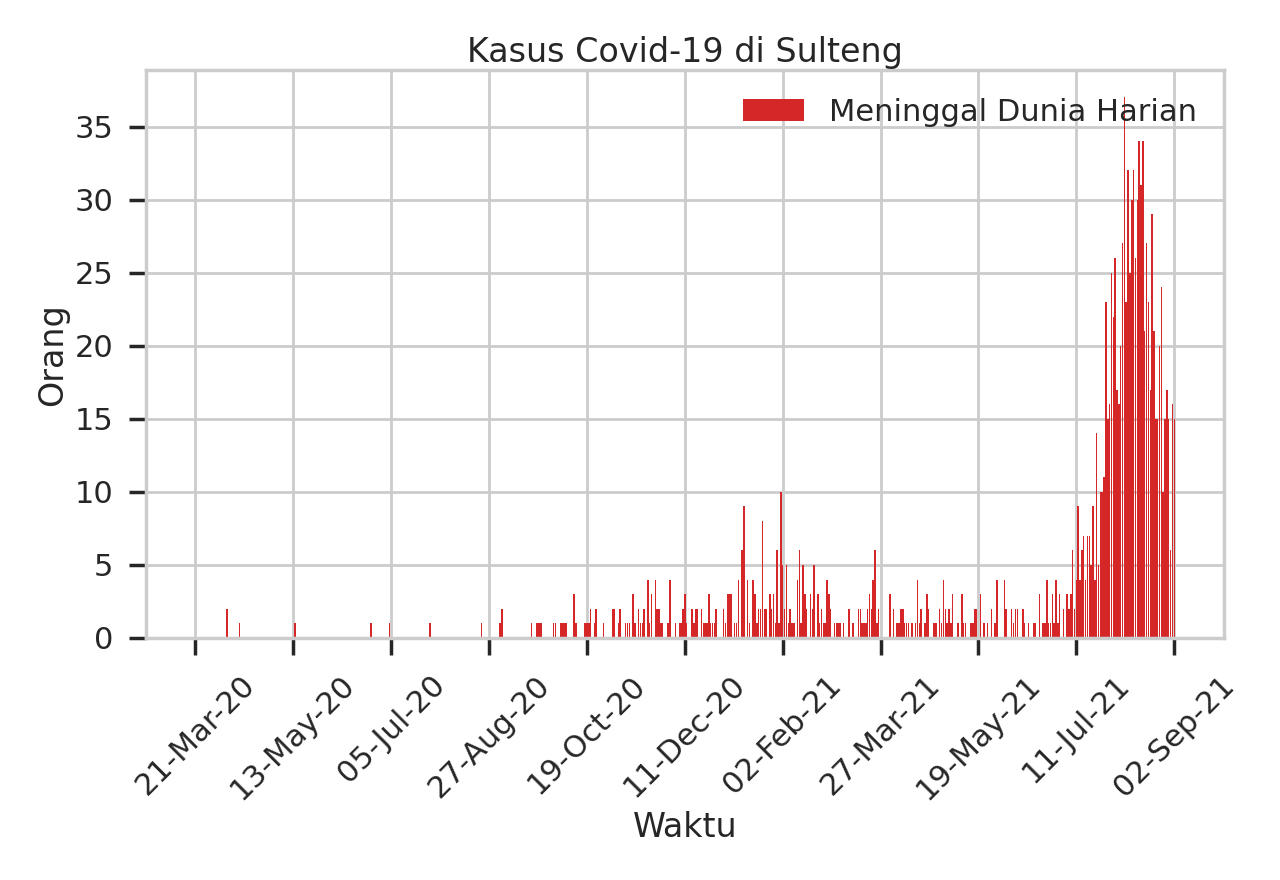 Kasus Covid-19 di Sulteng
Meninggal Dunia Harian
Orang
35
30
25
20
15
10
5
0
21-Mar-20
13-May-20
05-Jul-20
27-Aug-20
19-Oct-20
11-Dec-20
02-Feb-21
27-Mar-21
19-May-21
11-Jul-21
02-Sep-21
Waktu